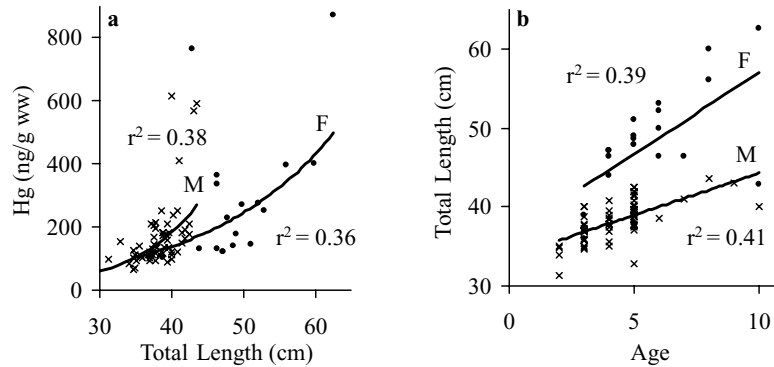 a
800
600
400
200
0
Hg (ng/g ww)
r² = 0.38
F
M
r² = 0.36
30 40 50 60
Total Length (cm)
b
60
50
40
30
Total Length (cm)
r² = 0.39
F
M
r² = 0.41
0 5 10
Age